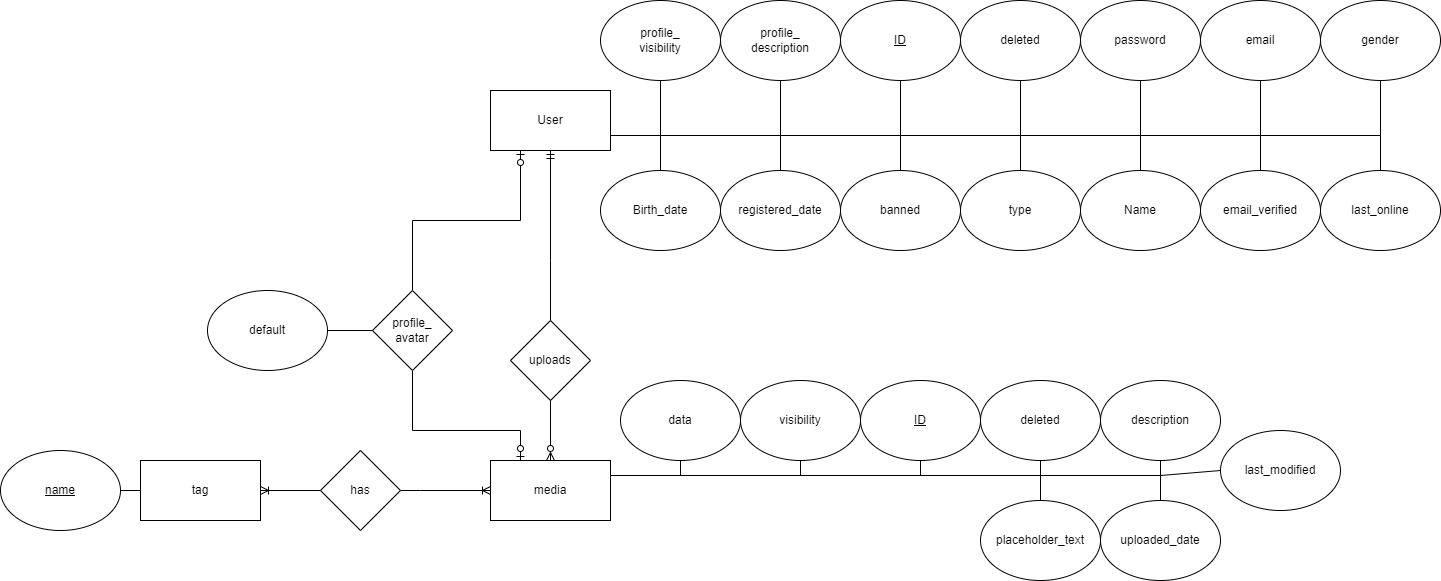 profile_
visibility
profile_
description
ID
deleted
password
email
gender
User
Birth_date
registered_date
banned
type
Name
email_verified
last_online
default
profile_
avatar
uploads
data
visibility
ID
deleted
description
last_modified
name
tag
has
media
placeholder_text
uploaded_date